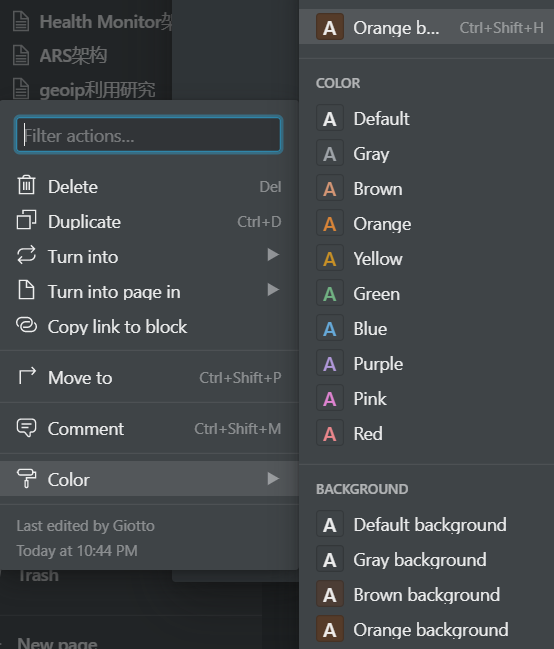 Health Monitor架
ARS架构
geoip利用研究
Filter actions...
Delete Del
Duplicate Ctrl+D
Turn into
Turn into page in
Copy link to block
Move to Ctrl+Shift+P
Comment Ctrl+Shift+M
Color
Last edited by Giotto
Today at 10:44 PM
Trash
New page
A Orange b... Ctrl+Shift+H
COLOR
A Default
A Gray
A Brown
A Orange
A Yellow
A Green
A Blue
A Purple
A Pink
A Red
BACKGROUND
A Default background
A Gray background
A Brown background
A Orange background